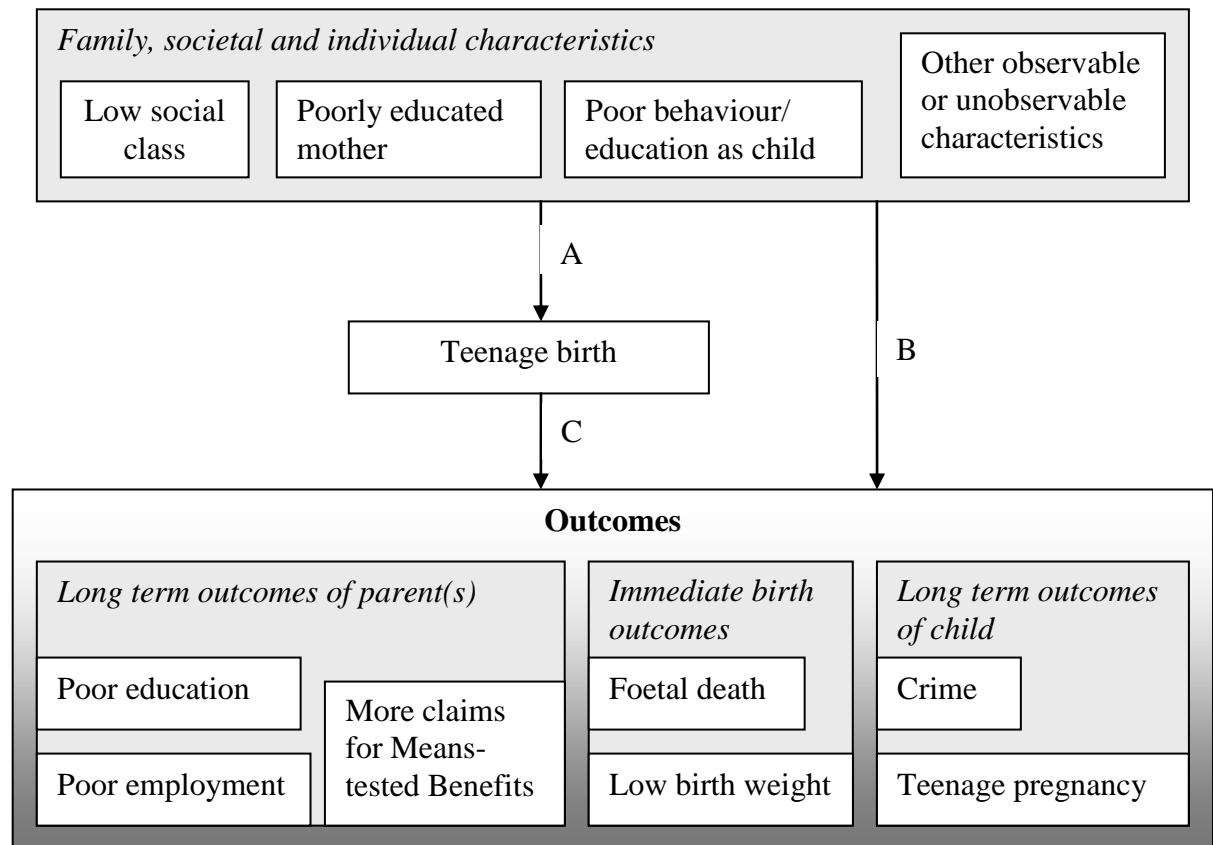 Family, societal and individual characteristics
Low social
class
Poorly educated
mother
Poor behaviour/
education as child
Other observable
or unobservable
characteristics
A
B
Teenage birth
C
Outcomes
Long term outcomes of parent(s)
Poor education
Poor employment
More claims
for Means-
tested Benefits
Immediate birth
outcomes
Foetal death
Low birth weight
Long term outcomes
of child
Crime
Teenage pregnancy